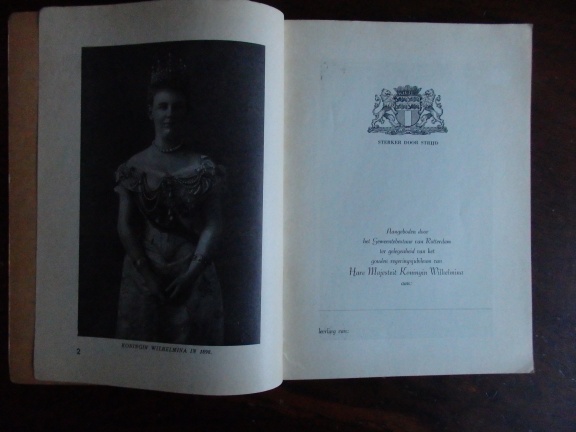 KONINGIN WILHELMINA IN 1898.
2
STERKER DOOR STRIJD
Aangeboden door
het Gemeentebestuur van Rotterdam
ter gelegenheid van het
gouden regeringsjubileum van
Hare Majesteit Koningin Wilhelmina
aan:
leerling van: